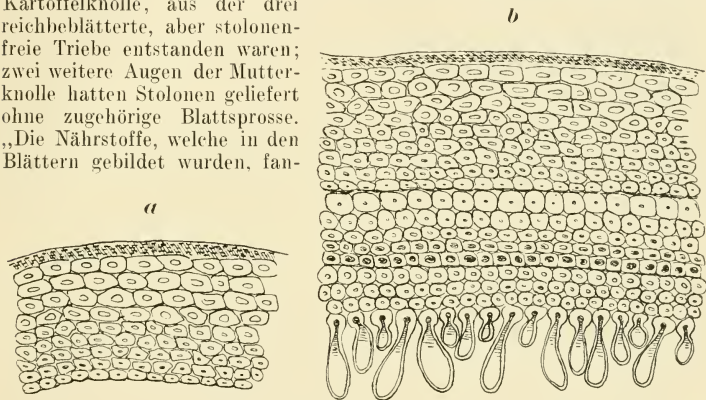 Kartoffelknolle, aus der drei
reichbeblätterte, aber stolonen-
freie Triebe entstanden waren;
zwei weitere Augen der Mutter-
knolle hatten Stolonen geliefert
ohne zugehörige Blattsprosse.
„Die Nährstoffe, welche in den
Blättern gebildet wurden, fan-
a
b